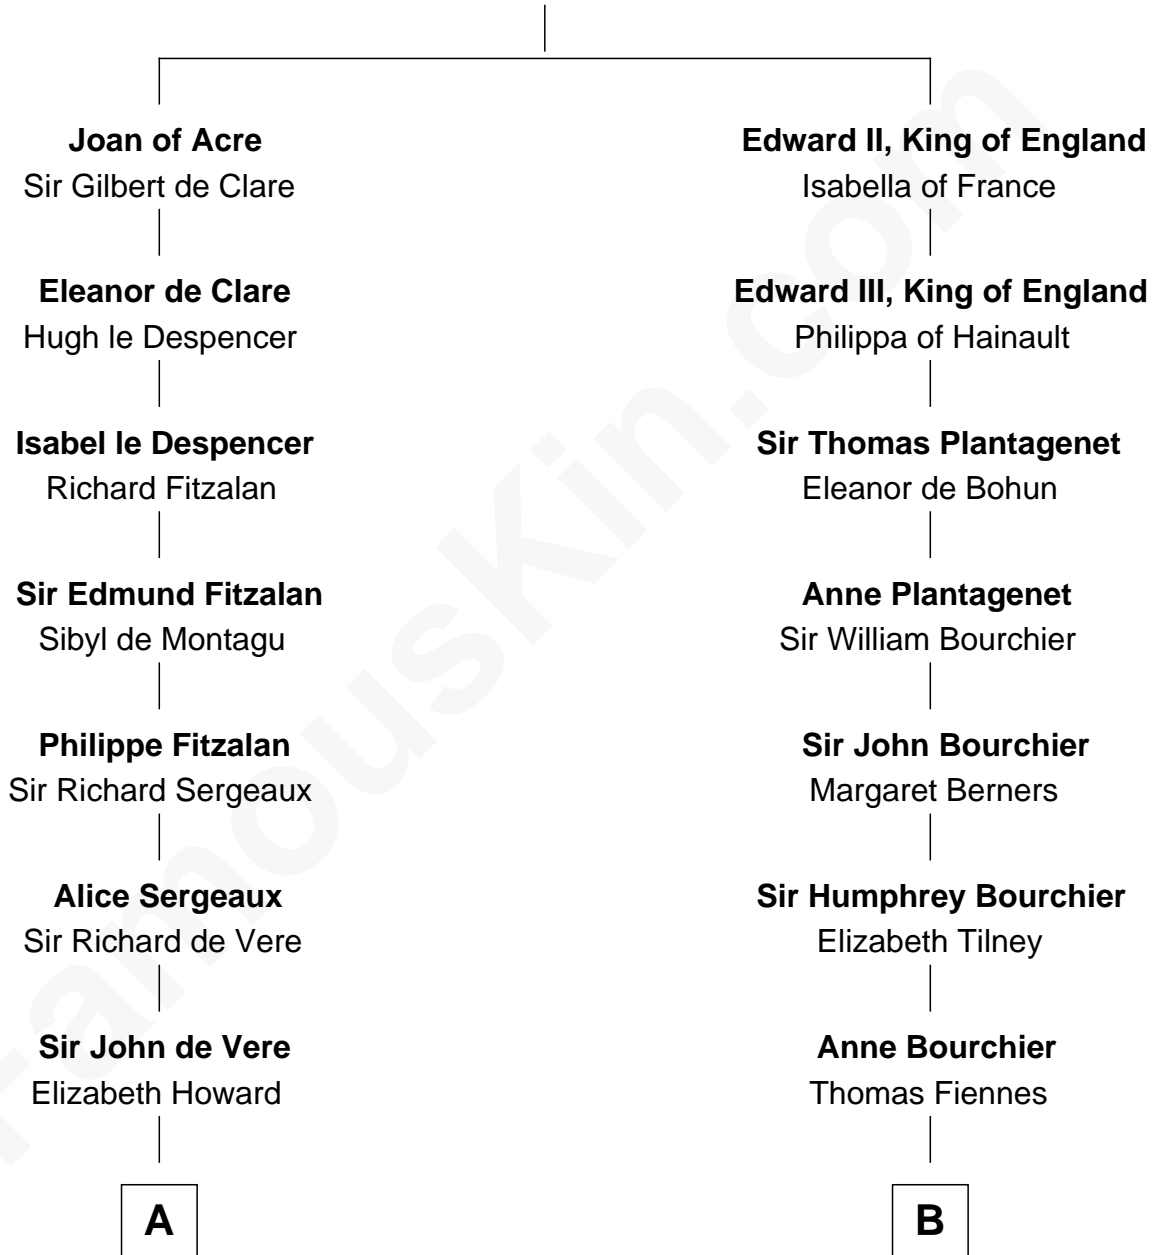 Joan of Acre
Sir Gilbert de Clare
Eleanor de Clare
Hugh le Despencer
Isabel le Despencer
Richard Fitzalan
Sir Edmund Fitzalan
Sibyl de Montagu
Philippe Fitzalan
Sir Richard Sergeaux
Alice Sergeaux
Sir Richard de Vere
Sir John de Vere
Elizabeth Howard
A
Edward II, King of England
Isabella of France
Edward III, King of England
Philippa of Hainault
Sir Thomas Plantagenet
Eleanor de Bohun
Anne Plantagenet
Sir William Bourchier
Sir John Bourchier
Margaret Berners
Sir Humphrey Bourchier
Elizabeth Tilney
Anne Bourchier
Thomas Fiennes
B
FamousKin.com